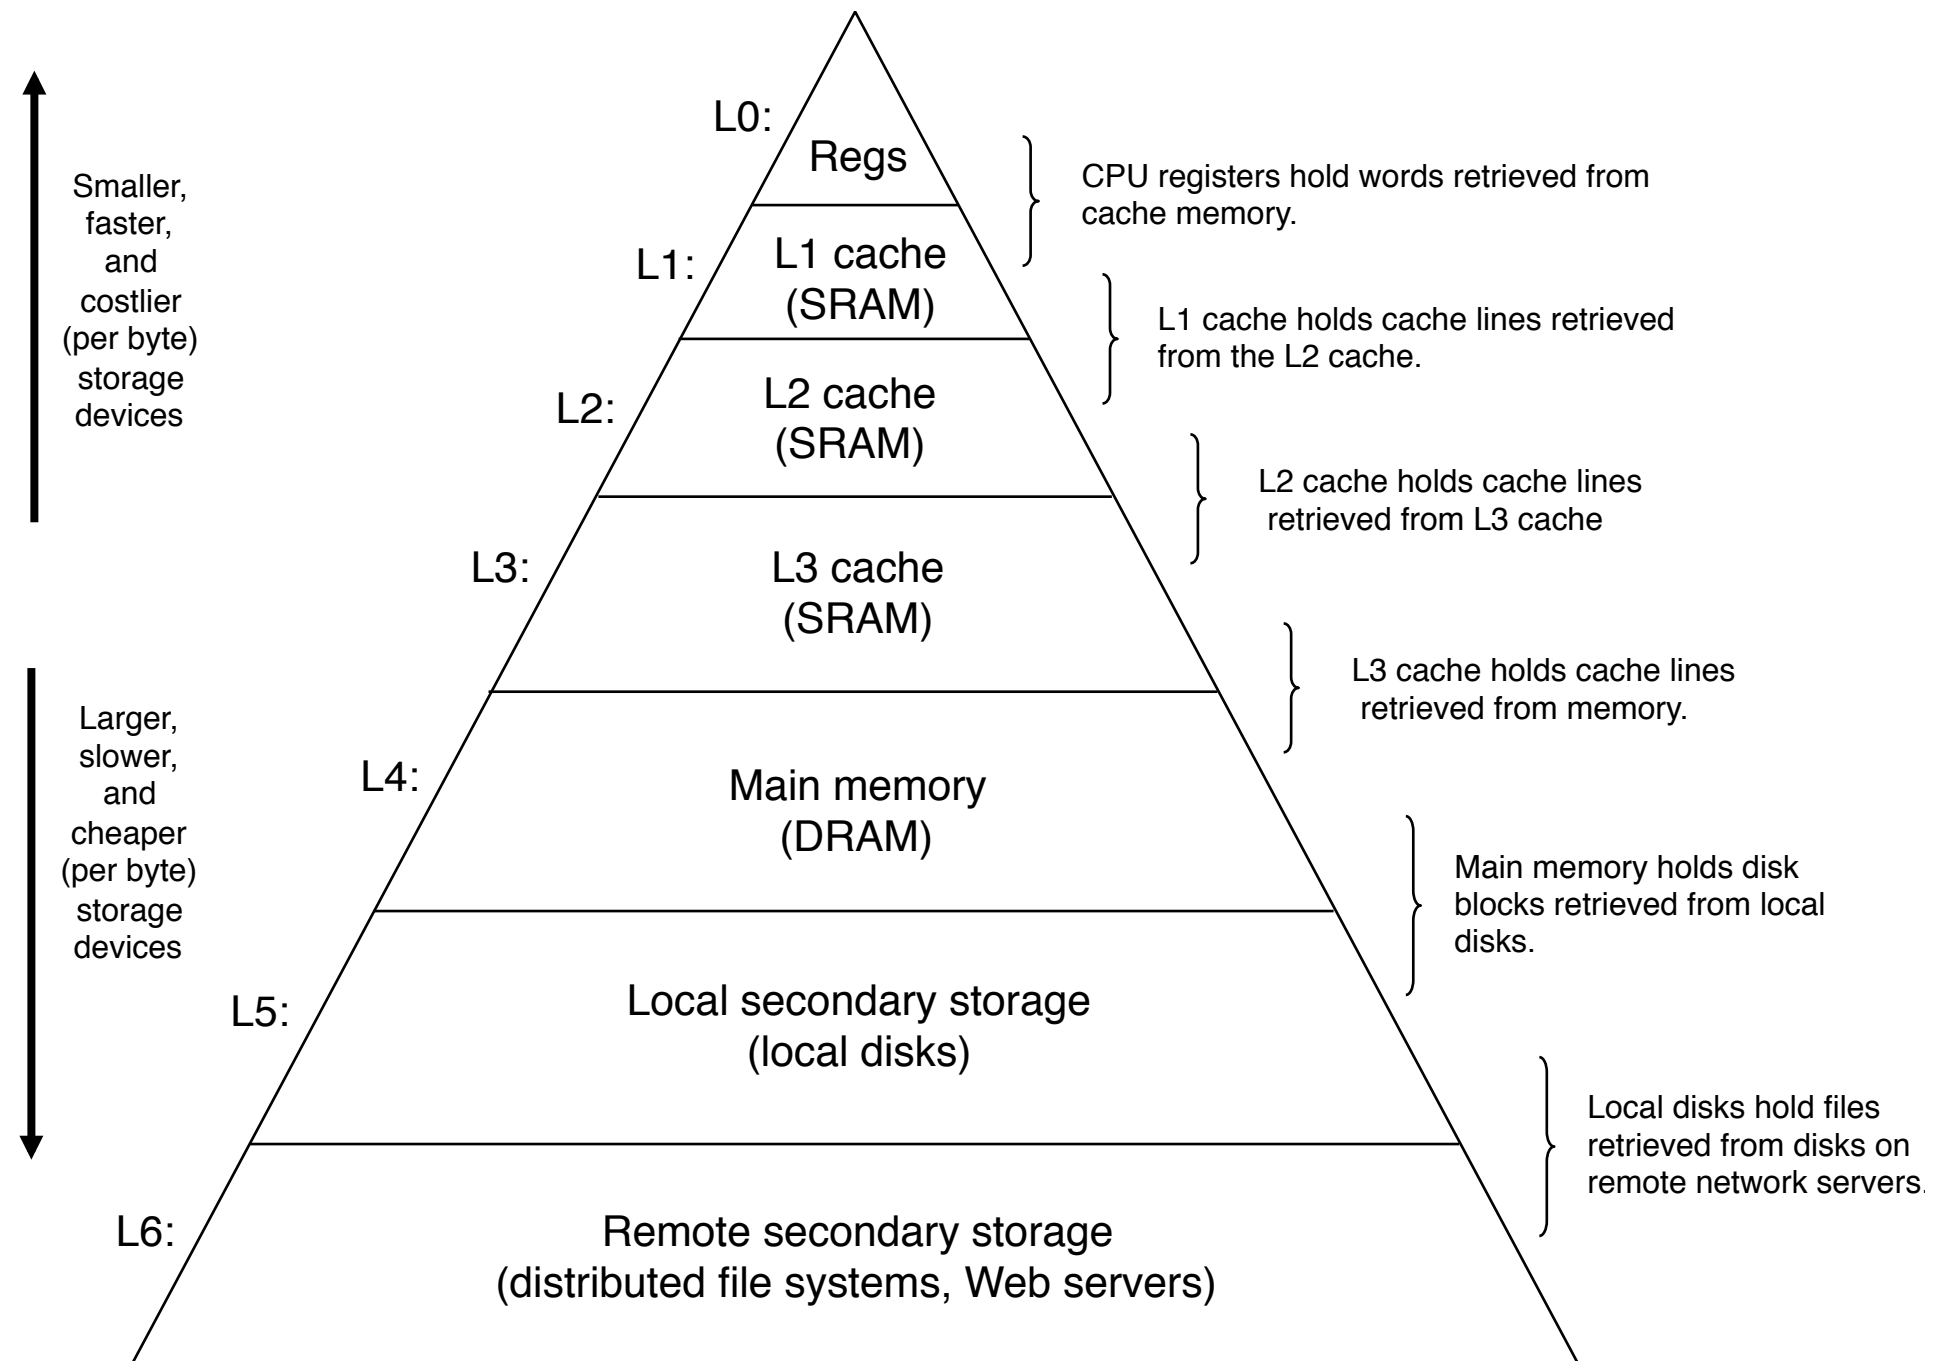 L0:
Regs
CPU registers hold words retrieved from
cache memory.
Smaller,
faster,
and
costlier
(per byte)
storage
devices
L1:
L1 cache
(SRAM)
L1 cache holds cache lines retrieved
from the L2 cache.
L2:
L2 cache
(SRAM)
L2 cache holds cache lines
retrieved from L3 cache
L3:
L3 cache
(SRAM)
L3 cache holds cache lines
retrieved from memory.
Larger,
slower,
and
cheaper
(per byte)
storage
devices
L4:
Main memory
(DRAM)
Main memory holds disk
blocks retrieved from local
disks.
L5:
Local secondary storage
(local disks)
Local disks hold files
retrieved from disks on
remote network servers.
L6:
Remote secondary storage
(distributed file systems, Web servers)